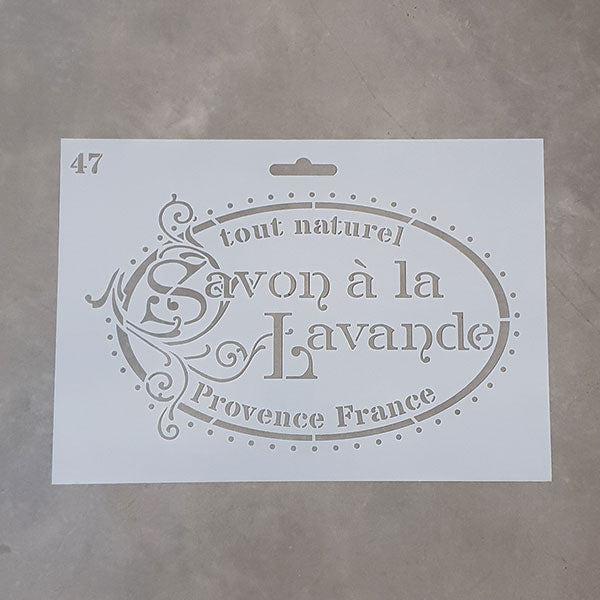 47
tout naturel
Savon à la
Lavande
Provence France